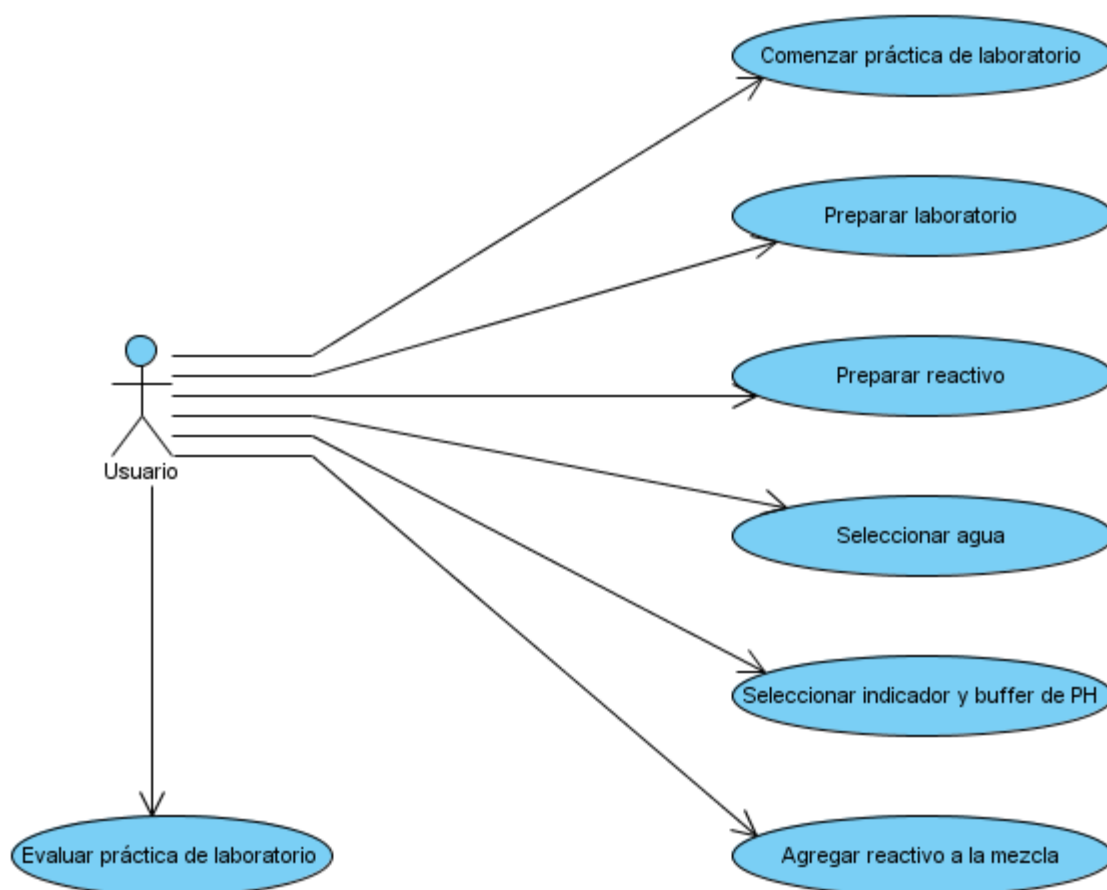 Comenzar práctica de laboratorio
Preparar laboratorio
Preparar reactivo
Usuario
Seleccionar agua
Seleccionar indicador y buffer de PH
Evaluar práctica de laboratorio
Agregar reactivo a la mezcla